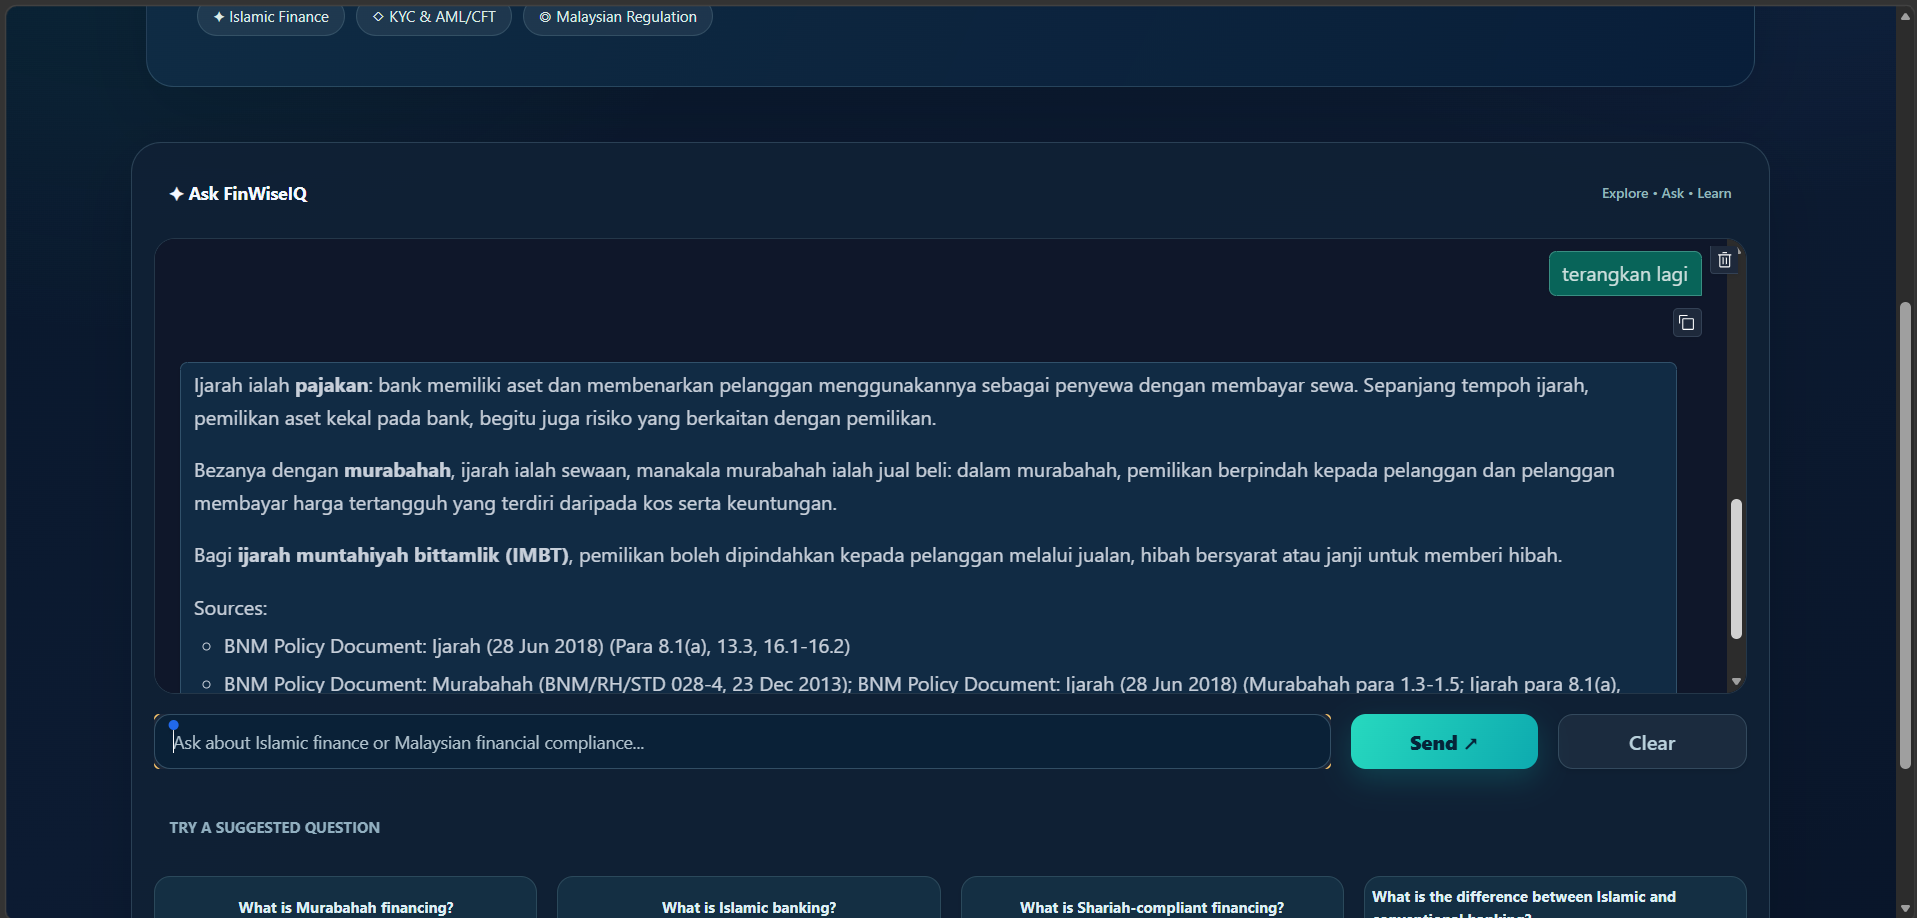 ✦ Islamic Finance
◇ KYC & AML/CFT
◎ Malaysian Regulation
✦ Ask FinWiseIQ
Explore • Ask • Learn
terangkan lagi
Ijarah ialah pajakan: bank memiliki aset dan membenarkan pelanggan menggunakannya sebagai penyewa dengan membayar sewa. Sepanjang tempoh ijarah,
pemilikan aset kekal pada bank, begitu juga risiko yang berkaitan dengan pemilikan.
Bezanya dengan murabahah, ijarah ialah sewaan, manakala murabahah ialah jual beli: dalam murabahah, pemilikan berpindah kepada pelanggan dan pelanggan
membayar harga tertangguh yang terdiri daripada kos serta keuntungan.
Bagi ijarah muntahiyah bittamlik (IMBT), pemilikan boleh dipindahkan kepada pelanggan melalui jualan, hibah bersyarat atau janji untuk memberi hibah.
Sources:
BNM Policy Document: Ijarah (28 Jun 2018) (Para 8.1(a), 13.3, 16.1-16.2)
BNM Policy Document: Murabahah (BNM/RH/STD 028-4, 23 Dec 2013); BNM Policy Document: Ijarah (28 Jun 2018) (Murabahah para 1.3-1.5; Ijarah para 8.1(a),
Ask about Islamic finance or Malaysian financial compliance...
Send ↗
Clear
TRY A SUGGESTED QUESTION
What is Murabahah financing?
What is Islamic banking?
What is Shariah-compliant financing?
What is the difference between Islamic and
conventional banking?